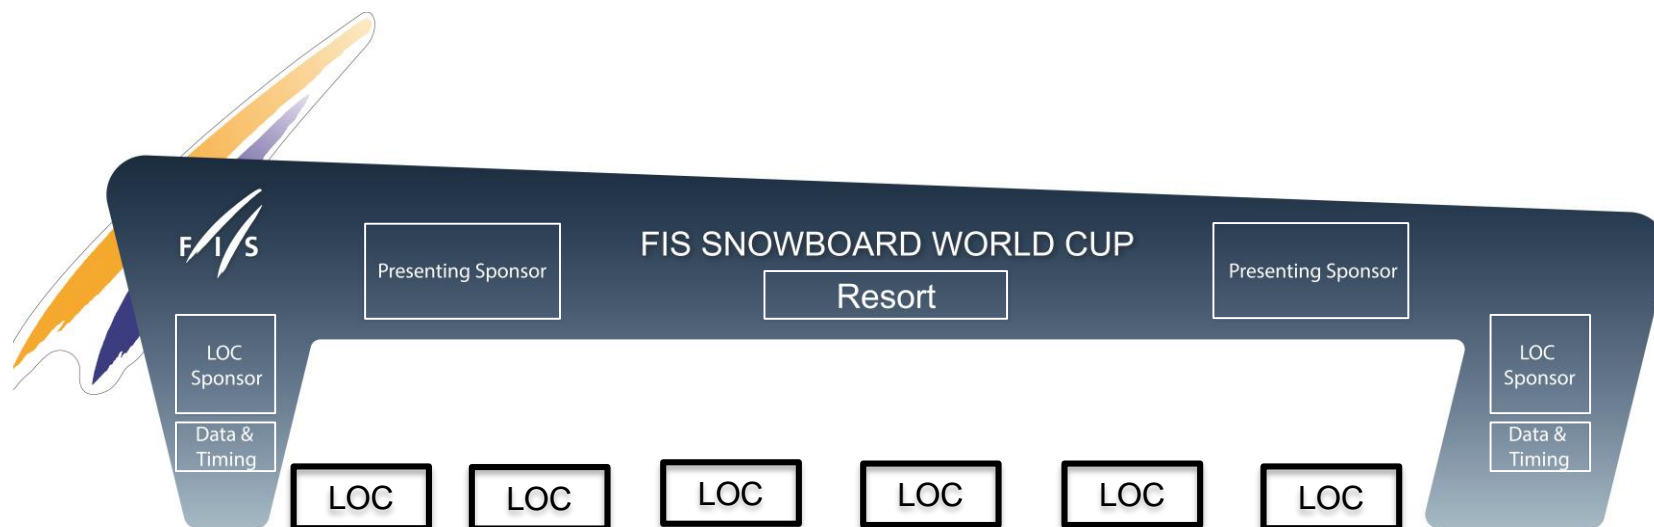 FIS
FIS SNOWBOARD WORLD CUP
Presenting Sponsor
Resort
Presenting Sponsor
LOC
Sponsor
LOC
Sponsor
Data &
Timing
Data &
Timing
LOC
LOC
LOC
LOC
LOC
LOC